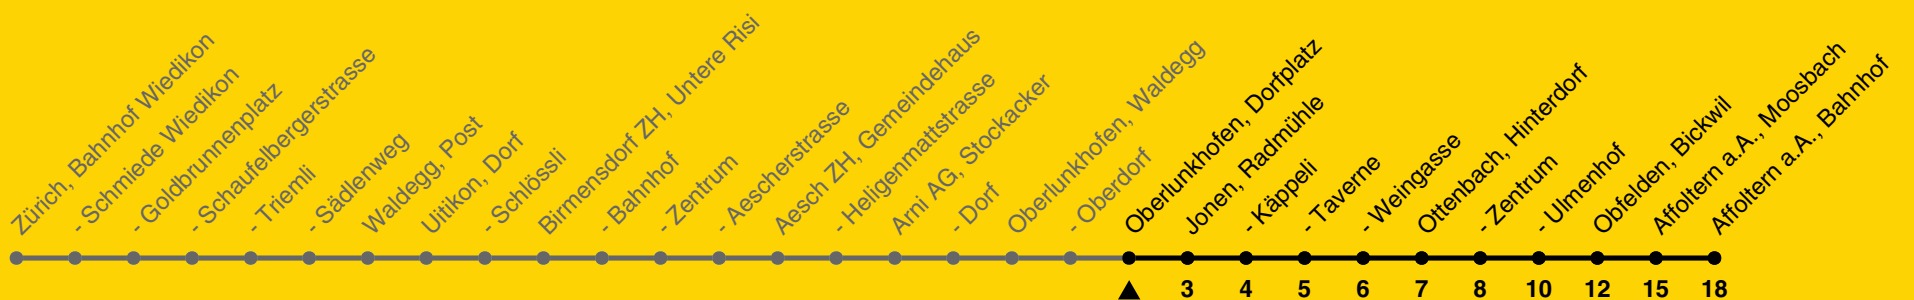 Zürich, Bahnhof Wiedikon
- Schmiede Wiedikon
- Goldbrunnenplatz
- Schaufelbergerstrasse
- Triemli
- Sädlenweg
Waldegg, Post
Uitikon, Dorf
- Schlössli
Birmensdorf ZH, Untere Risi
- Bahnhof
- Zentrum
- Aescherstrasse
Aesch ZH, Gemeindehaus
- Heligenmattstrasse
Arni AG, Stockacker
- Dorf
Oberlunkhofen, Waldegg
- Oberdorf
Oberlunkhofen, Dorfplatz
Jonen, Radmühle
- Käppeli
- Taverne
- Weingasse
Ottenbach, Hinterdorf
- Zentrum
- Ulmenhof
Obfelden, Bickwil
Affoltern a.A., Moosbach
Affoltern a.A., Bahnhof
3 4 5 6 7 8 10 12 15 18